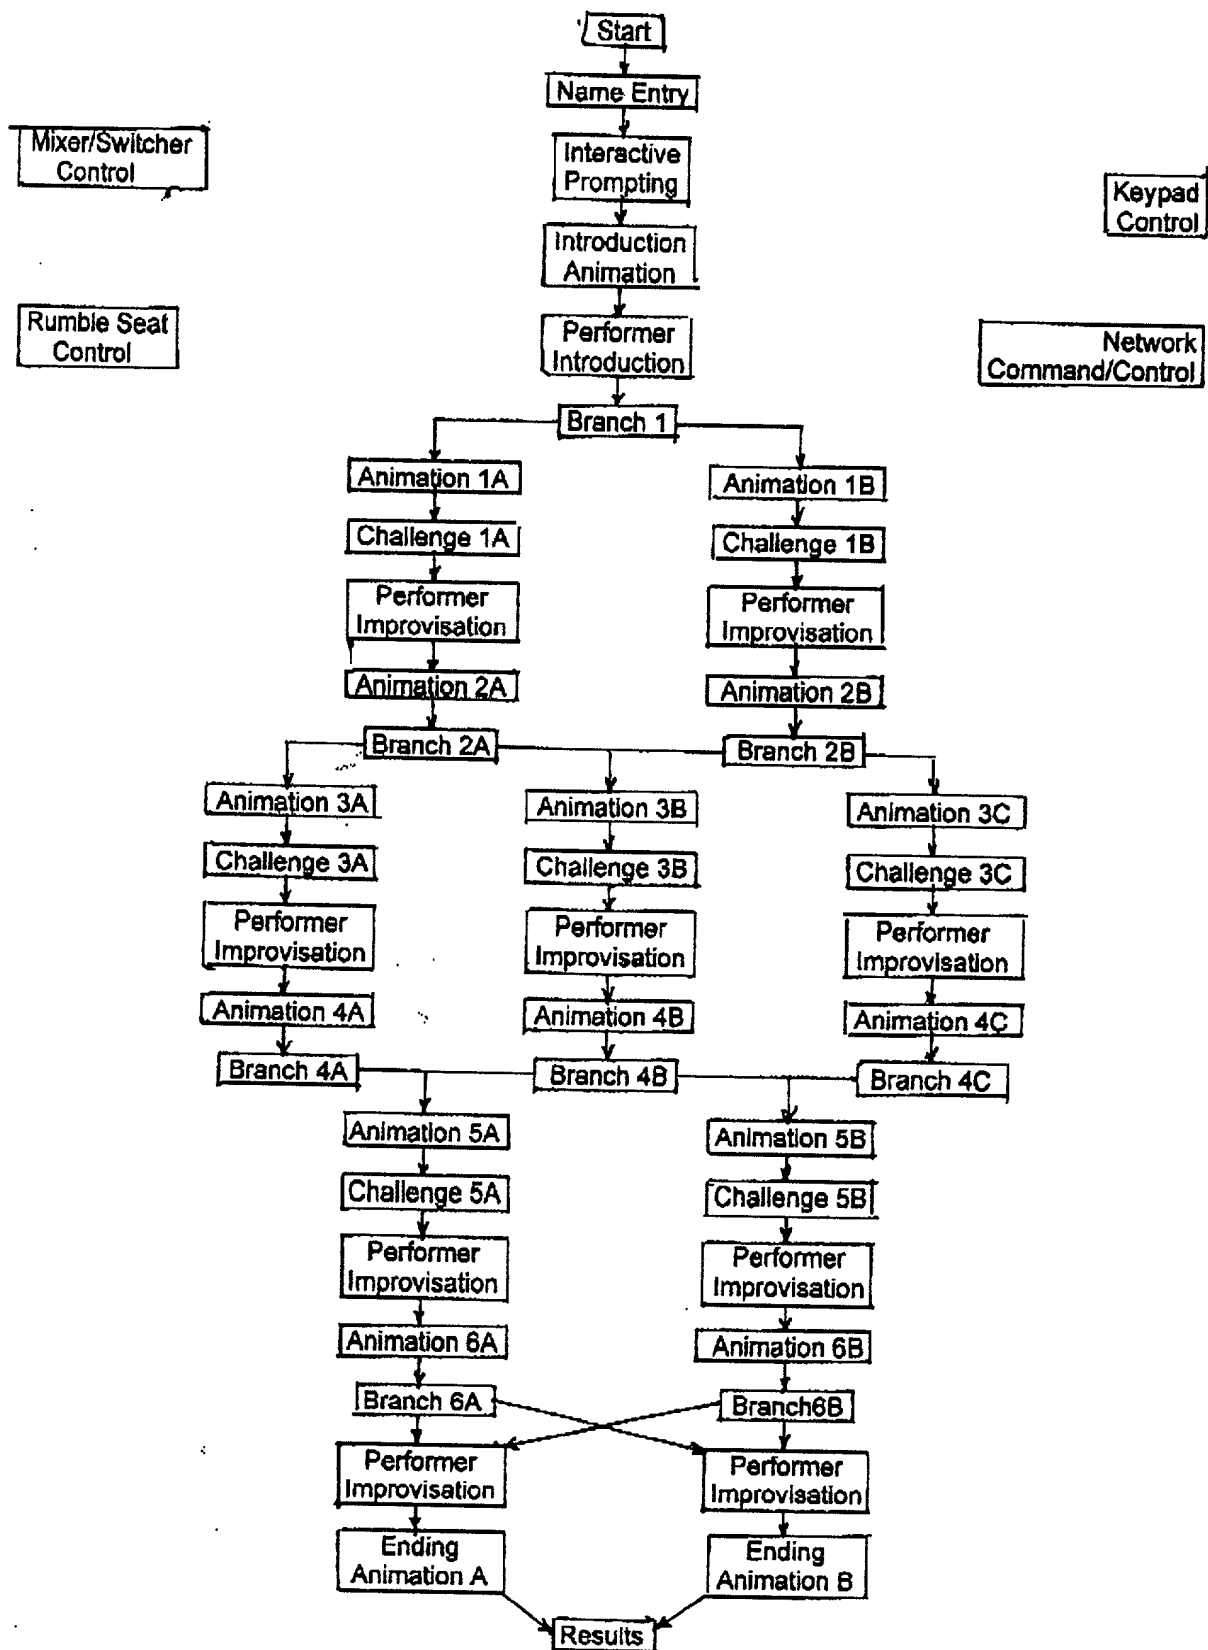 Start
Name Entry
Mixer/Switcher
Control
Interactive
Prompting
Keypad
Control
Introduction
Animation
Rumble Seat
Control
Performer
Introduction
Network
Command/Control
Branch 1
Animation 1A
Animation 1B
Challenge 1A
Challenge 1B
Performer
Improvisation
Performer
Improvisation
Animation 2A
Animation 2B
Branch 2A
Branch 2B
Animation 3A
Animation 3B
Animation 3C
Challenge 3A
Challenge 3B
Challenge 3C
Performer
Improvisation
Performer
Improvisation
Performer
Improvisation
Animation 4A
Animation 4B
Animation 4C
Branch 4A
Branch 4B
Branch 4C
Animation 5A
Animation 5B
Challenge 5A
Challenge 5B
Performer
Improvisation
Performer
Improvisation
Animation 6A
Animation 6B
Branch 6A
Branch6B
Performer
Improvisation
Performer
Improvisation
Ending
Animation A
Ending
Animation B
Results